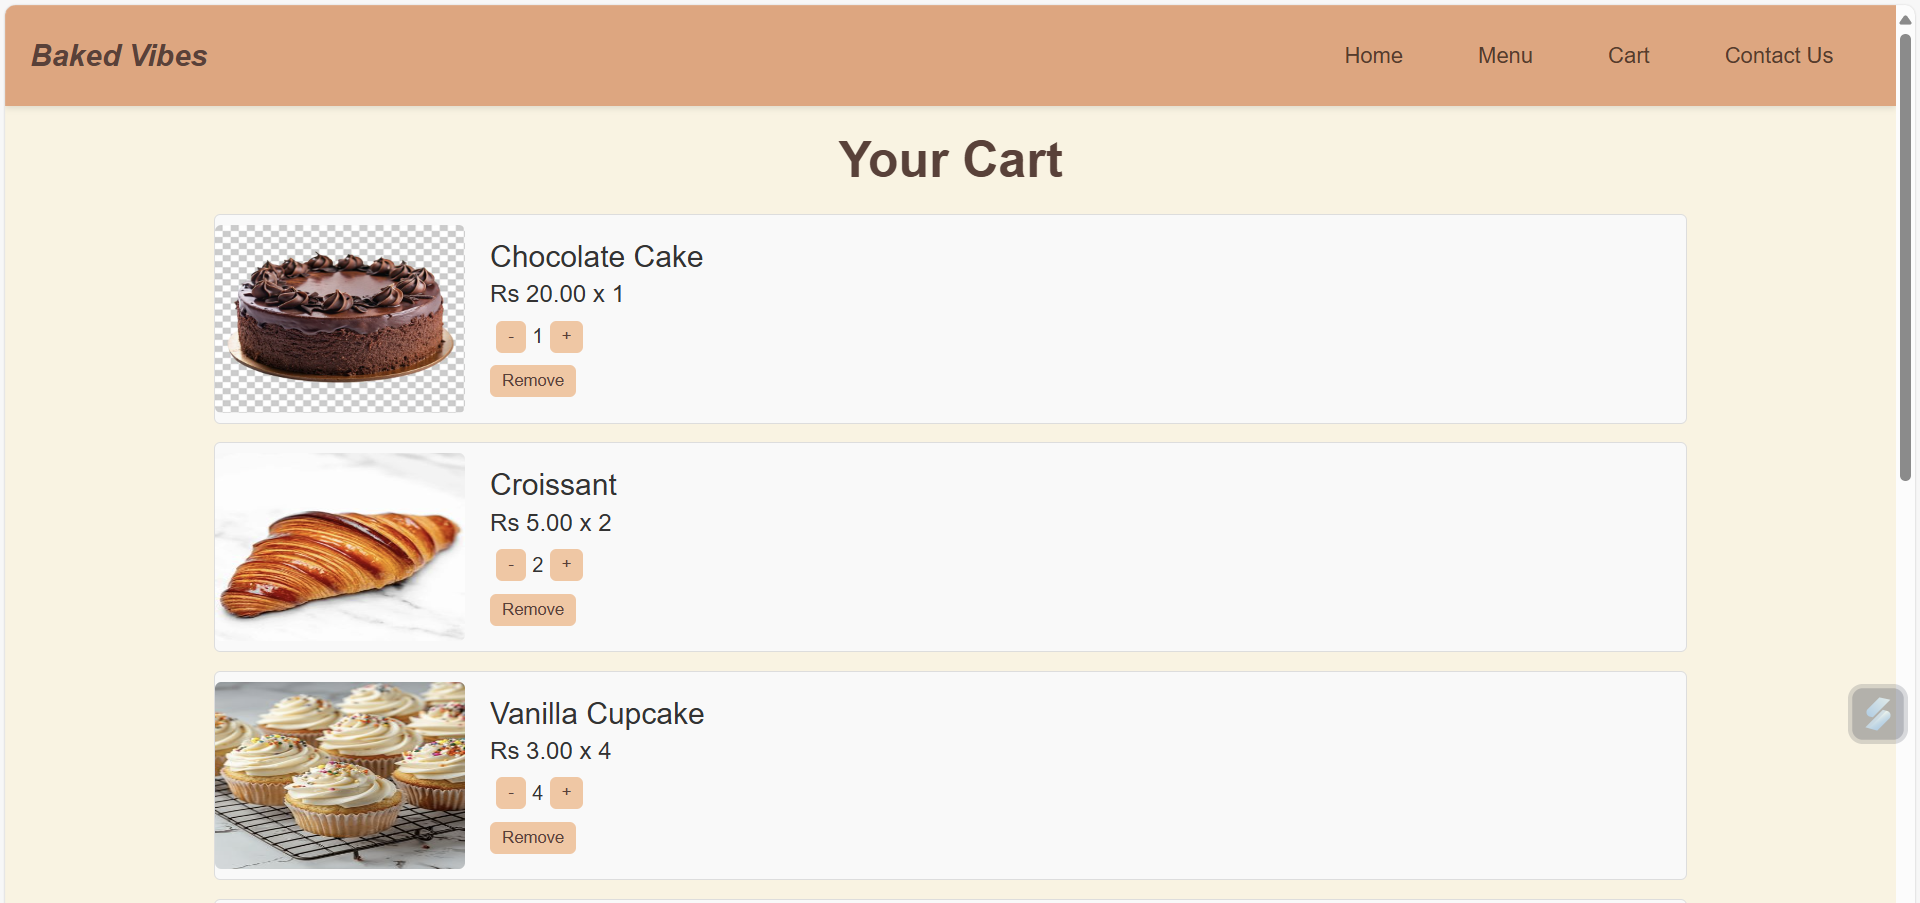 Baked Vibes
Home Menu Cart Contact Us
Your Cart
Chocolate Cake
Rs 20.00 x 1
- 1 +
Remove
Croissant
Rs 5.00 x 2
- 2 +
Remove
Vanilla Cupcake
Rs 3.00 x 4
- 4 +
Remove